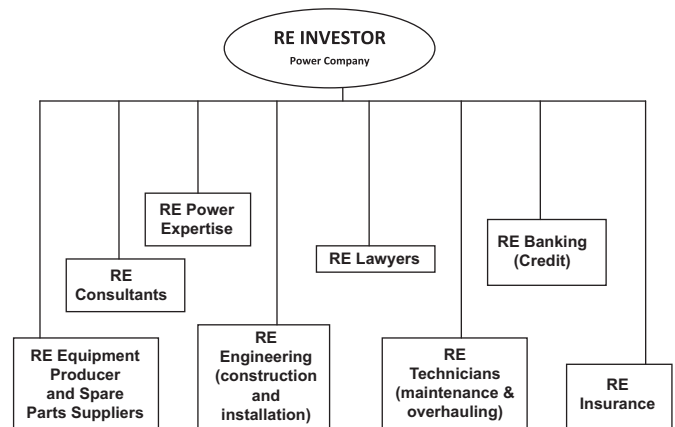 RE INVESTOR
Power Company
RE Power
Expertise
RE Lawyers
RE Banking
(Credit)
RE
Consultants
RE Equipment
Producer
and Spare
Parts Suppliers
RE
Engineering
(construction
and
installation)
RE
Technicians
(maintenance &
overhauling)
RE
Insurance